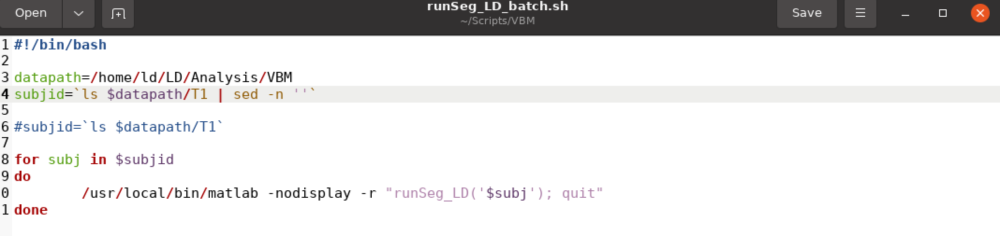 Open
runSeg_LD_batch.sh
~/Scripts/VBM
Save
1 #!/bin/bash
2
3 datapath=/home/ld/LD/Analysis/VBM
4 subjid=`ls $datapath/T1 | sed -n ''`
5
6 #subjid=`ls $datapath/T1`
7
8 for subj in $subjid
9 do
0         /usr/local/bin/matlab -nodisplay -r "runSeg_LD('$subj'); quit"
1 done